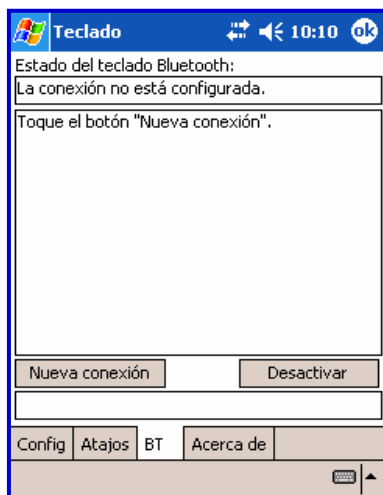 Teclado 10:10 ok
Estado del teclado Bluetooth:
La conexión no está configurada.
Toque el botón "Nueva conexión".
Nueva conexión Desactivar
Config Atajos BT Acerca de